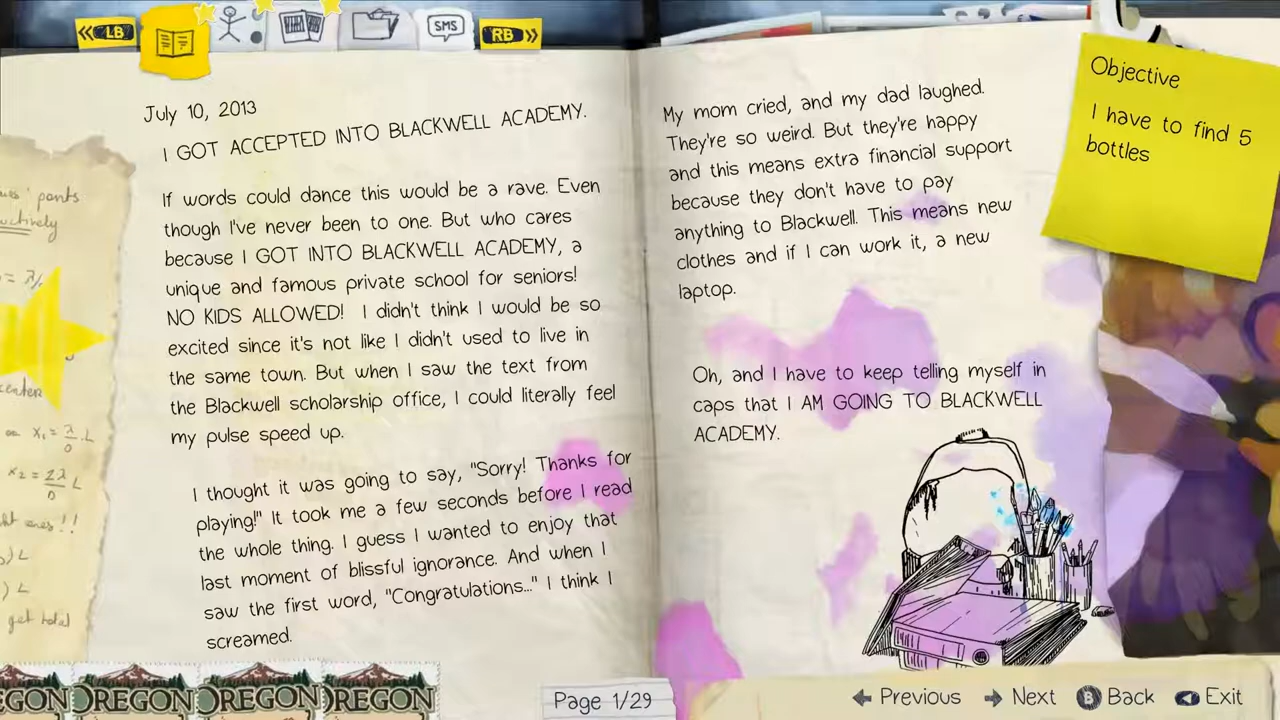 LB
SMS
RB
July 10, 2013
I GOT ACCEPTED INTO BLACKWELL ACADEMY.
If words could dance this would be a rave. Even
though I've never been to one. But who cares
because I GOT INTO BLACKWELL ACADEMY, a
unique and famous private school for seniors!
NO KIDS ALLOWED! I didn't think I would be so
excited since it's not like I didn't used to live in
the same town. But when I saw the text from
the Blackwell scholarship office, I could literally feel
my pulse speed up.
I thought it was going to say, "Sorry! Thanks for
playing!" It took me a few seconds before I read
the whole thing. I guess I wanted to enjoy that
last moment of blissful ignorance. And when I
saw the first word, "Congratulations..." I think I
screamed.
My mom cried, and my dad laughed.
They're so weird. But they're happy
and this means extra financial support
because they don't have to pay
anything to Blackwell. This means new
clothes and if I can work it, a new
laptop.
Oh, and I have to keep telling myself in
caps that I AM GOING TO BLACKWELL
ACADEMY.
Objective
I have to find 5
bottles
pants
get total
EGON OREGON OREGON OREGON
Page 1/29
Previous
Next
B Back
Exit